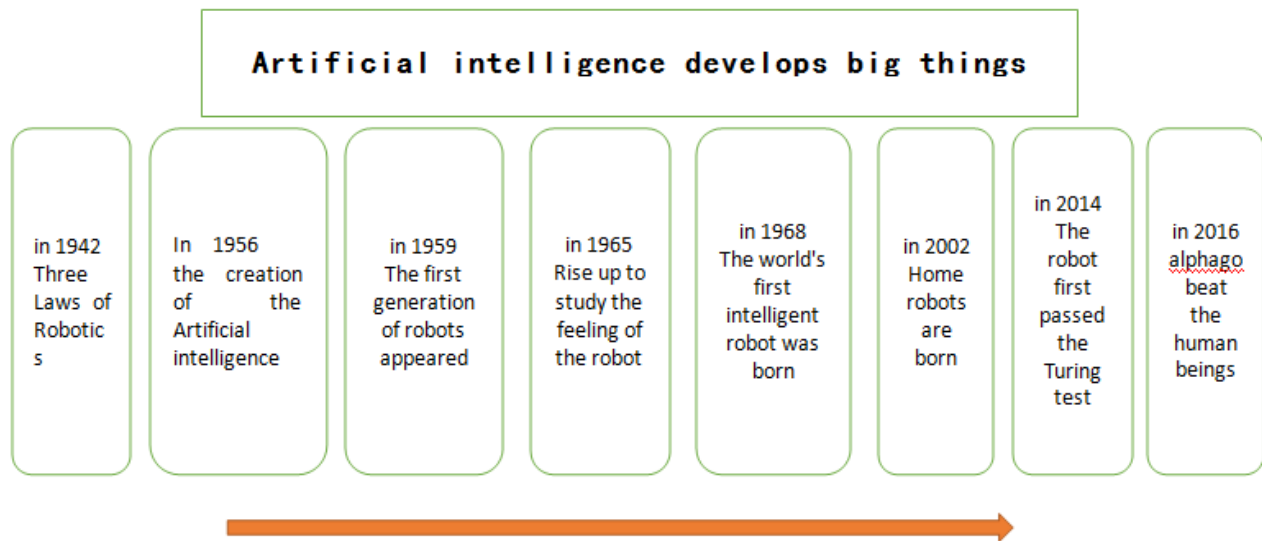 Artificial intelligence develops big things
in 1942
Three
Laws of
Robotic
s
In 1956
the creation
of the
Artificial
intelligence
in 1959
The first
generation
of robots
appeared
in 1965
Rise up to
study the
feeling of
the robot
in 1968
The world's
first
intelligent
robot was
born
in 2002
Home
robots
are
born
in 2014
The
robot
first
passed
the
Turing
test
in 2016
alphago
beat
the
human
beings